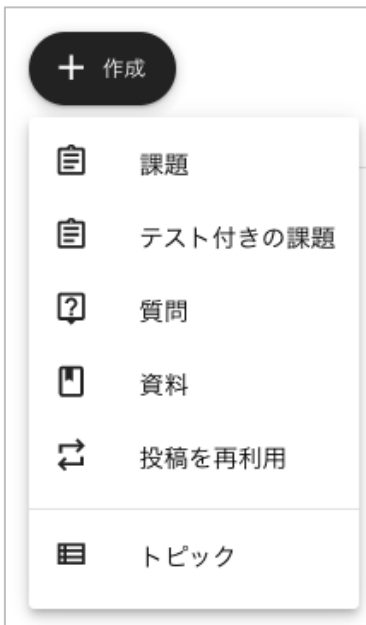 作成
課題
テスト付きの課題
質問
資料
投稿を再利用
トピック